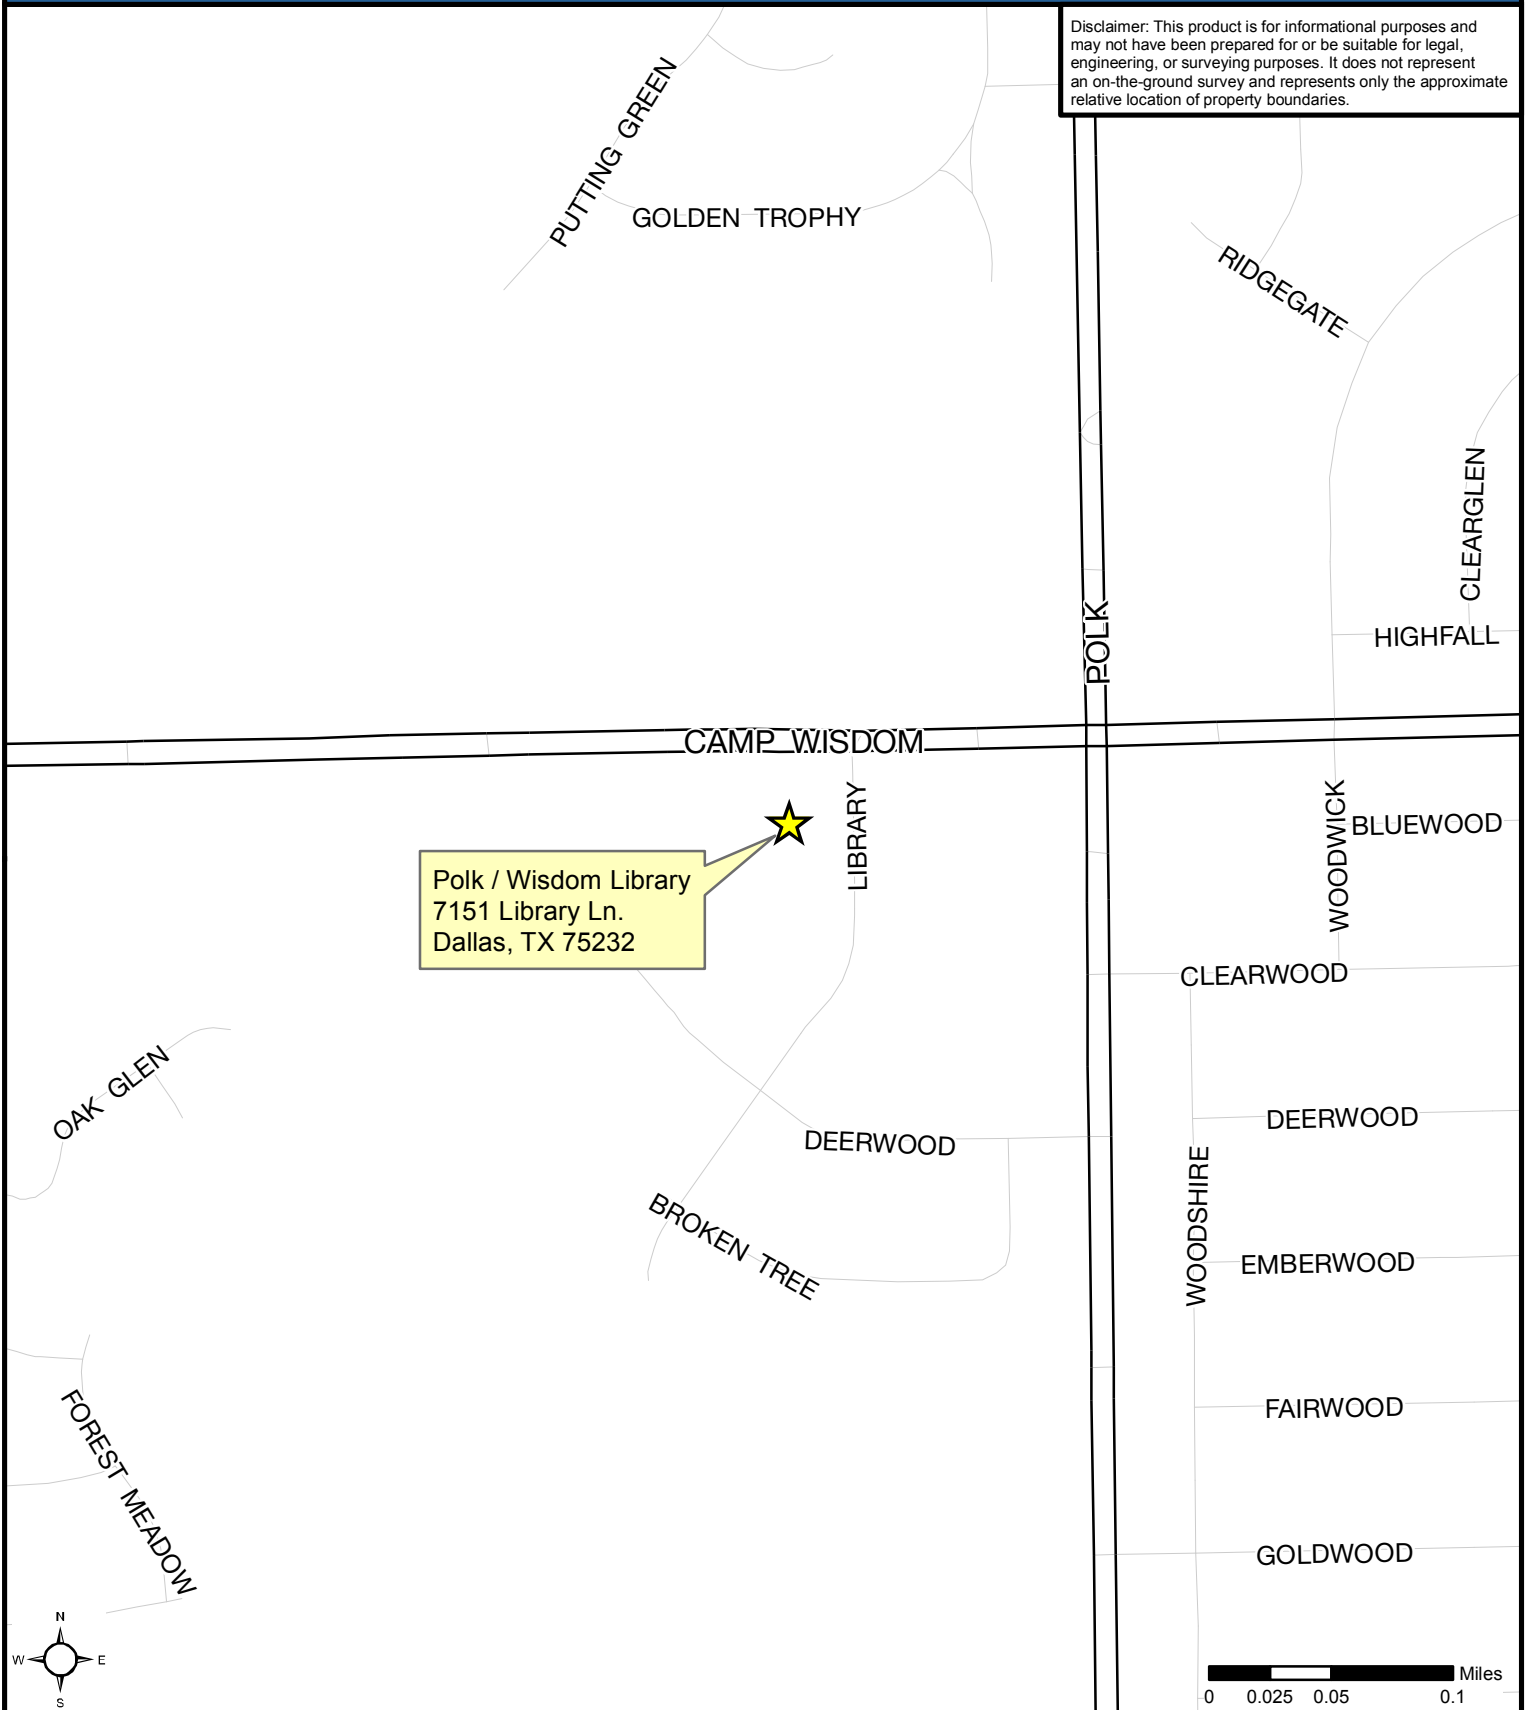 Disclaimer: This product is for informational purposes and
may not have been prepared for or be suitable for legal,
engineering, or surveying purposes. It does not represent
an on-the-ground survey and represents only the approximate
relative location of property boundaries.
PUTTING GREEN
GOLDEN TROPHY
RIDGEGATE
CLEARGLEN
HIGHFALL
POLK
CAMP WISDOM
LIBRARY
WOODWICK
BLUEWOOD
Polk / Wisdom Library
7151 Library Ln.
Dallas, TX 75232
CLEARWOOD
OAK GLEN
DEERWOOD
DEERWOOD
WOODSHIRE
BROKEN TREE
EMBERWOOD
FOREST MEADOW
FAIRWOOD
GOLDWOOD
N
W E
S
Miles
0 0.025 0.05 0.1